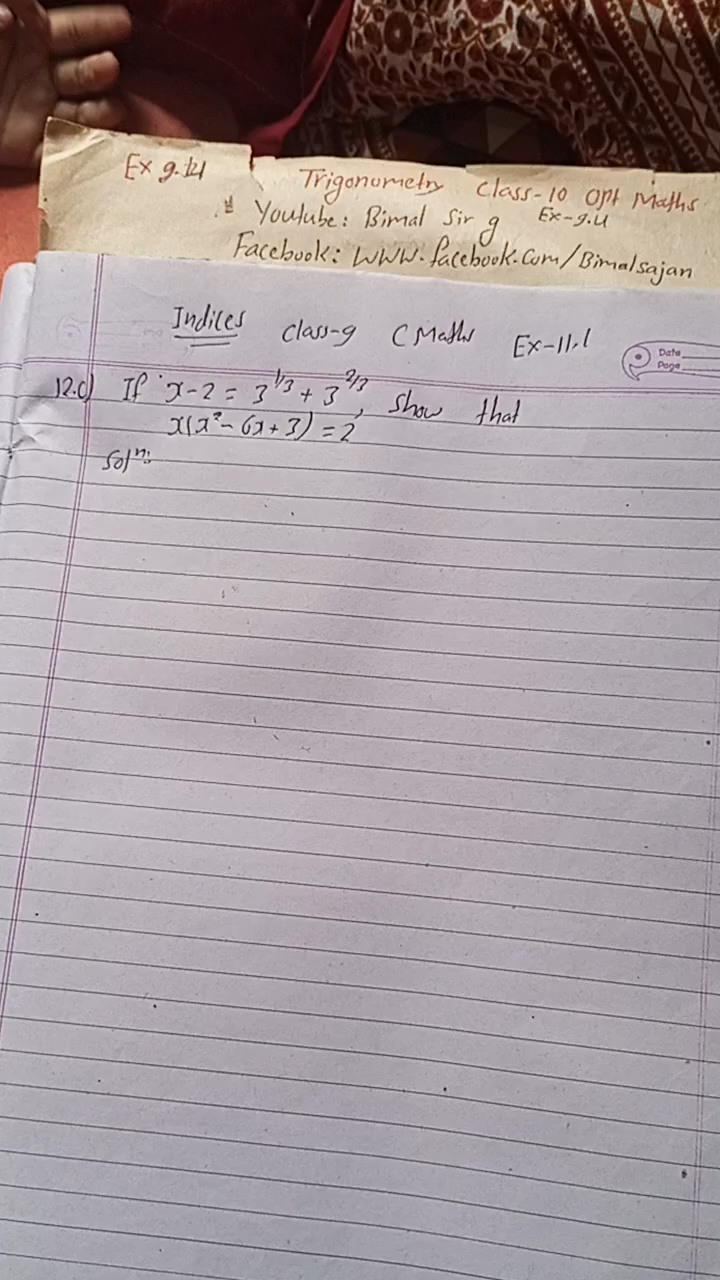 Ex 9.4
Trigonometry Class-10 Opt Maths
Youtube: Bimal Sir g Ex-9.4
Facebook: WWW.facebook.Com/Bimalsajan
Indices Class-9 C Maths Ex-11.1
Date
Page
12.c) If x-2 = 3^{1/3} + 3^{2/3}, show that
x(x²- 6x + 3) = 2
Solⁿ: